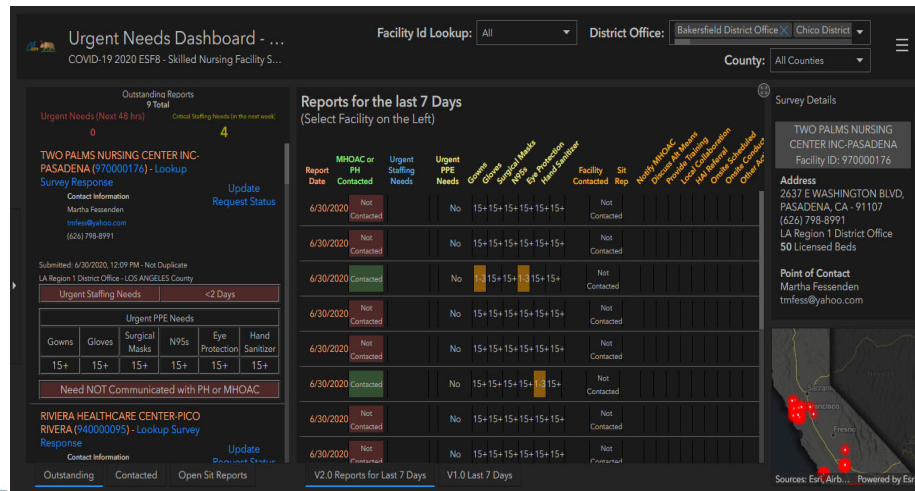 Urgent Needs Dashboard - ...
COVID-19 2020 ESF8 - Skilled Nursing Facility S...
Facility Id Lookup: All
District Office: Bakersfield District Office X Chico District
County: All Counties
Outstanding Reports
9 Total
Urgent Needs (Next 48 hrs)
0
Critical Staffing Needs (in the next week)
4
TWO PALMS NURSING CENTER INC-
PASADENA (970000176) - Lookup
Survey Response
Contact Information
Martha Fessenden
tmfess@yahoo.com
(626) 798-8991
Update
Request Status
Submitted: 6/30/2020, 12:09 PM - Not Duplicate
LA Region 1 District Office - LOS ANGELES County
Urgent Staffing Needs <2 Days
Urgent PPE Needs
Gowns Gloves Surgical Masks N95s Eye Protection Hand Sanitizer
15+ 15+ 15+ 15+ 15+ 15+
Need NOT Communicated with PH or MHOAC
RIVIERA HEALTHCARE CENTER-PICO
RIVERA (940000095) - Lookup Survey
Response
Contact Information
Update
Request Status
Outstanding Contacted Open Sit Reports
Reports for the last 7 Days
(Select Facility on the Left)
Report Date
MHOAC or PH Contacted
Urgent Staffing Needs
Urgent PPE Needs
Gowns
Gloves
Surgical Masks
N95s
Eye Protection
Hand Sanitizer
Facility Contacted
Sit Rep
Notify MHOAC
Discuss Alt Means
Provide Training
Local Collaboration
HAI Referral
Onsite Scheduled
Onsite Conduct
Other Ac
6/30/2020 Not Contacted No 15+ 15+ 15+ 15+ 15+ 15+ Not Contacted
6/30/2020 Not Contacted No 15+ 15+ 15+ 15+ 15+ 15+ Not Contacted
6/30/2020 Contacted No 1-3 15+ 15+ 1-3 15+ 15+ Not Contacted
6/30/2020 Not Contacted No 15+ 15+ 15+ 15+ 15+ 15+ Not Contacted
6/30/2020 Not Contacted No 15+ 15+ 15+ 15+ 15+ 15+ Not Contacted
6/30/2020 Contacted No 15+ 15+ 15+ 15+ 1-3 15+ Not Contacted
6/30/2020 Not Contacted No 15+ 15+ 15+ 15+ 15+ 15+ Not Contacted
6/30/2020 Not Contacted No 15+ 15+ 15+ 15+ 15+ 15+ Not Contacted
V2.0 Reports for Last 7 Days V1.0 Last 7 Days
Survey Details
TWO PALMS NURSING
CENTER INC-PASADENA
Facility ID: 970000176
Address
2637 E WASHINGTON BLVD,
PASADENA, CA - 91107
(626) 798-8991
LA Region 1 District Office
50 Licensed Beds
Point of Contact
Martha Fessenden
tmfess@yahoo.com
Fresno
Sources: Esri, Airb... Powered by Esr